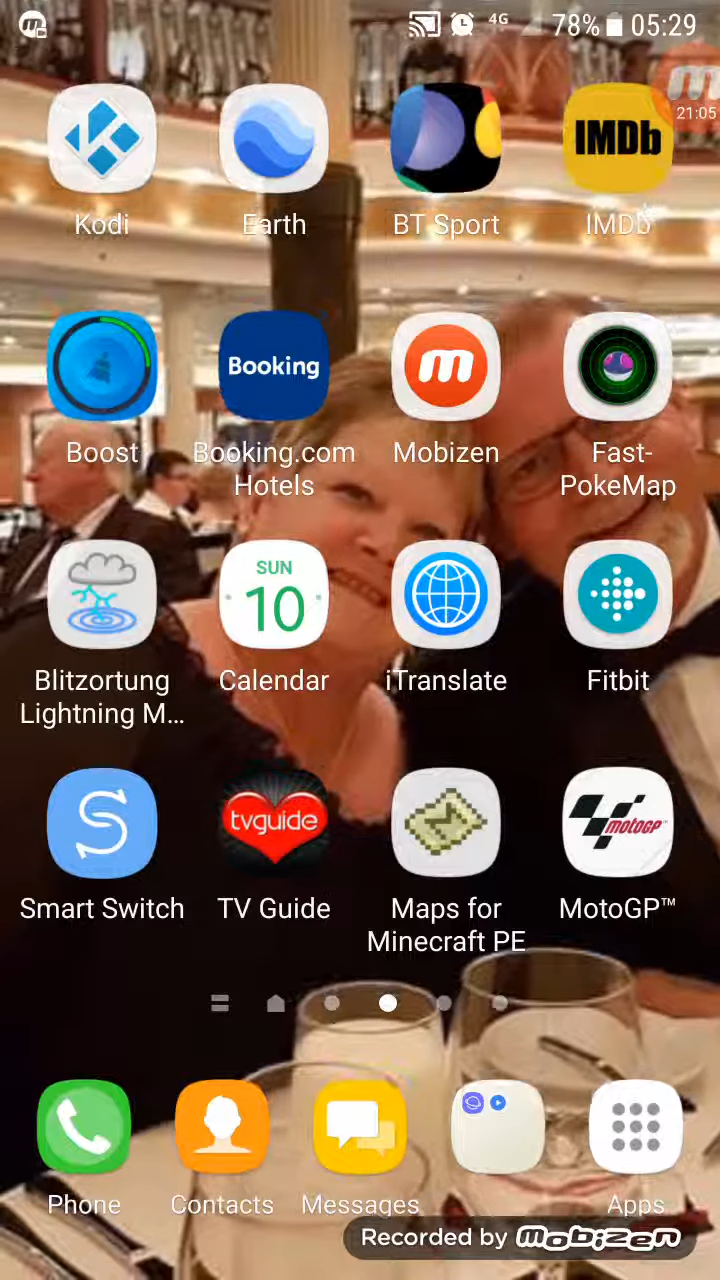 4G 78% 05:29
21:05
IMDb
Kodi Earth BT Sport IMDb
Booking
Boost Booking.com Mobizen Fast-
Hotels PokeMap
SUN
10
Blitzortung Calendar iTranslate Fitbit
Lightning M...
tvguide MotoGP™
Smart Switch TV Guide Maps for MotoGP™
Minecraft PE
Phone Contacts Messages Apps
Recorded by mobizen